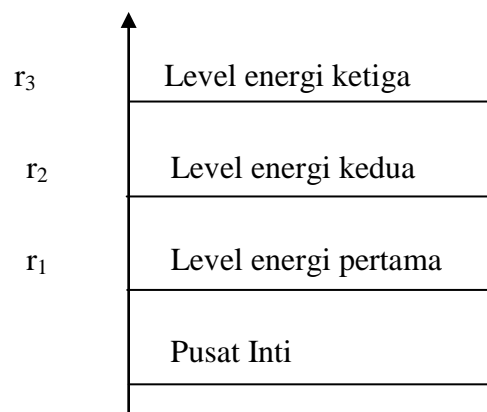 r₃ Level energi ketiga
r₂ Level energi kedua
r₁ Level energi pertama
Pusat Inti